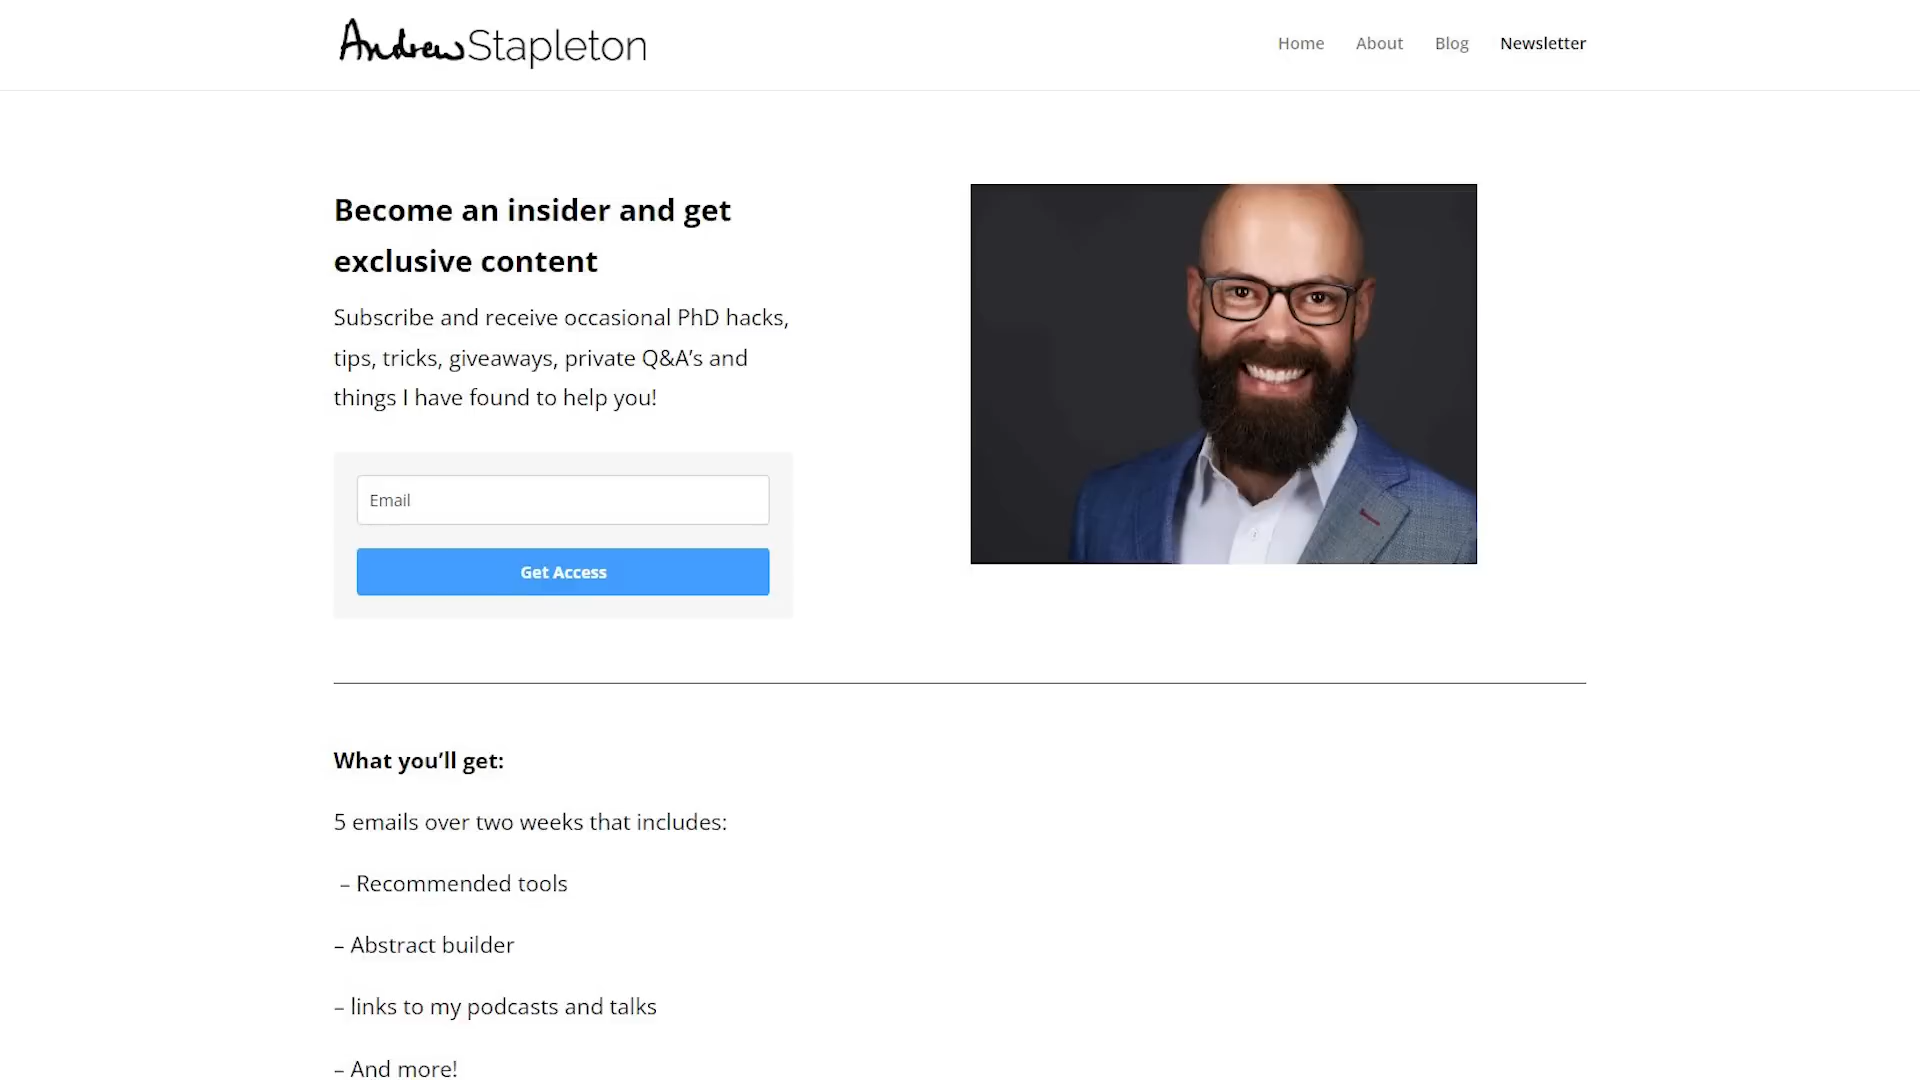 Andrew Stapleton
Home About Blog Newsletter
Become an insider and get
exclusive content
Subscribe and receive occasional PhD hacks,
tips, tricks, giveaways, private Q&A’s and
things I have found to help you!
Email
Get Access
What you’ll get:
5 emails over two weeks that includes:
– Recommended tools
– Abstract builder
– links to my podcasts and talks
– And more!